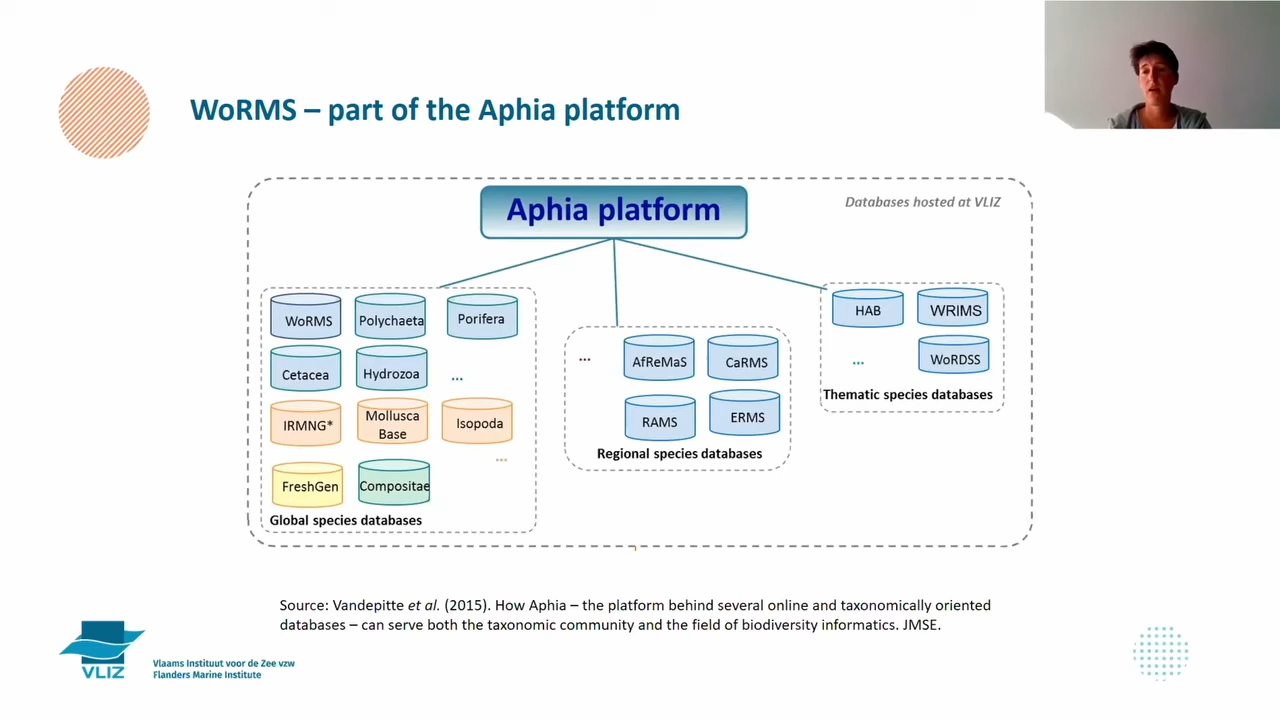 WoRMS – part of the Aphia platform
Aphia platform
Databases hosted at VLIZ
WoRMS
Polychaeta
Porifera
Cetacea
Hydrozoa
...
IRMNG*
Mollusca
Base
Isopoda
...
FreshGen
Compositae
Global species databases
...
AfReMaS
CaRMS
RAMS
ERMS
Regional species databases
HAB
WRIMS
...
WoRDSS
Thematic species databases
Source: Vandepitte et al. (2015). How Aphia – the platform behind several online and taxonomically oriented
databases – can serve both the taxonomic community and the field of biodiversity informatics. JMSE.
VLIZ
Vlaams Instituut voor de Zee vzw
Flanders Marine Institute